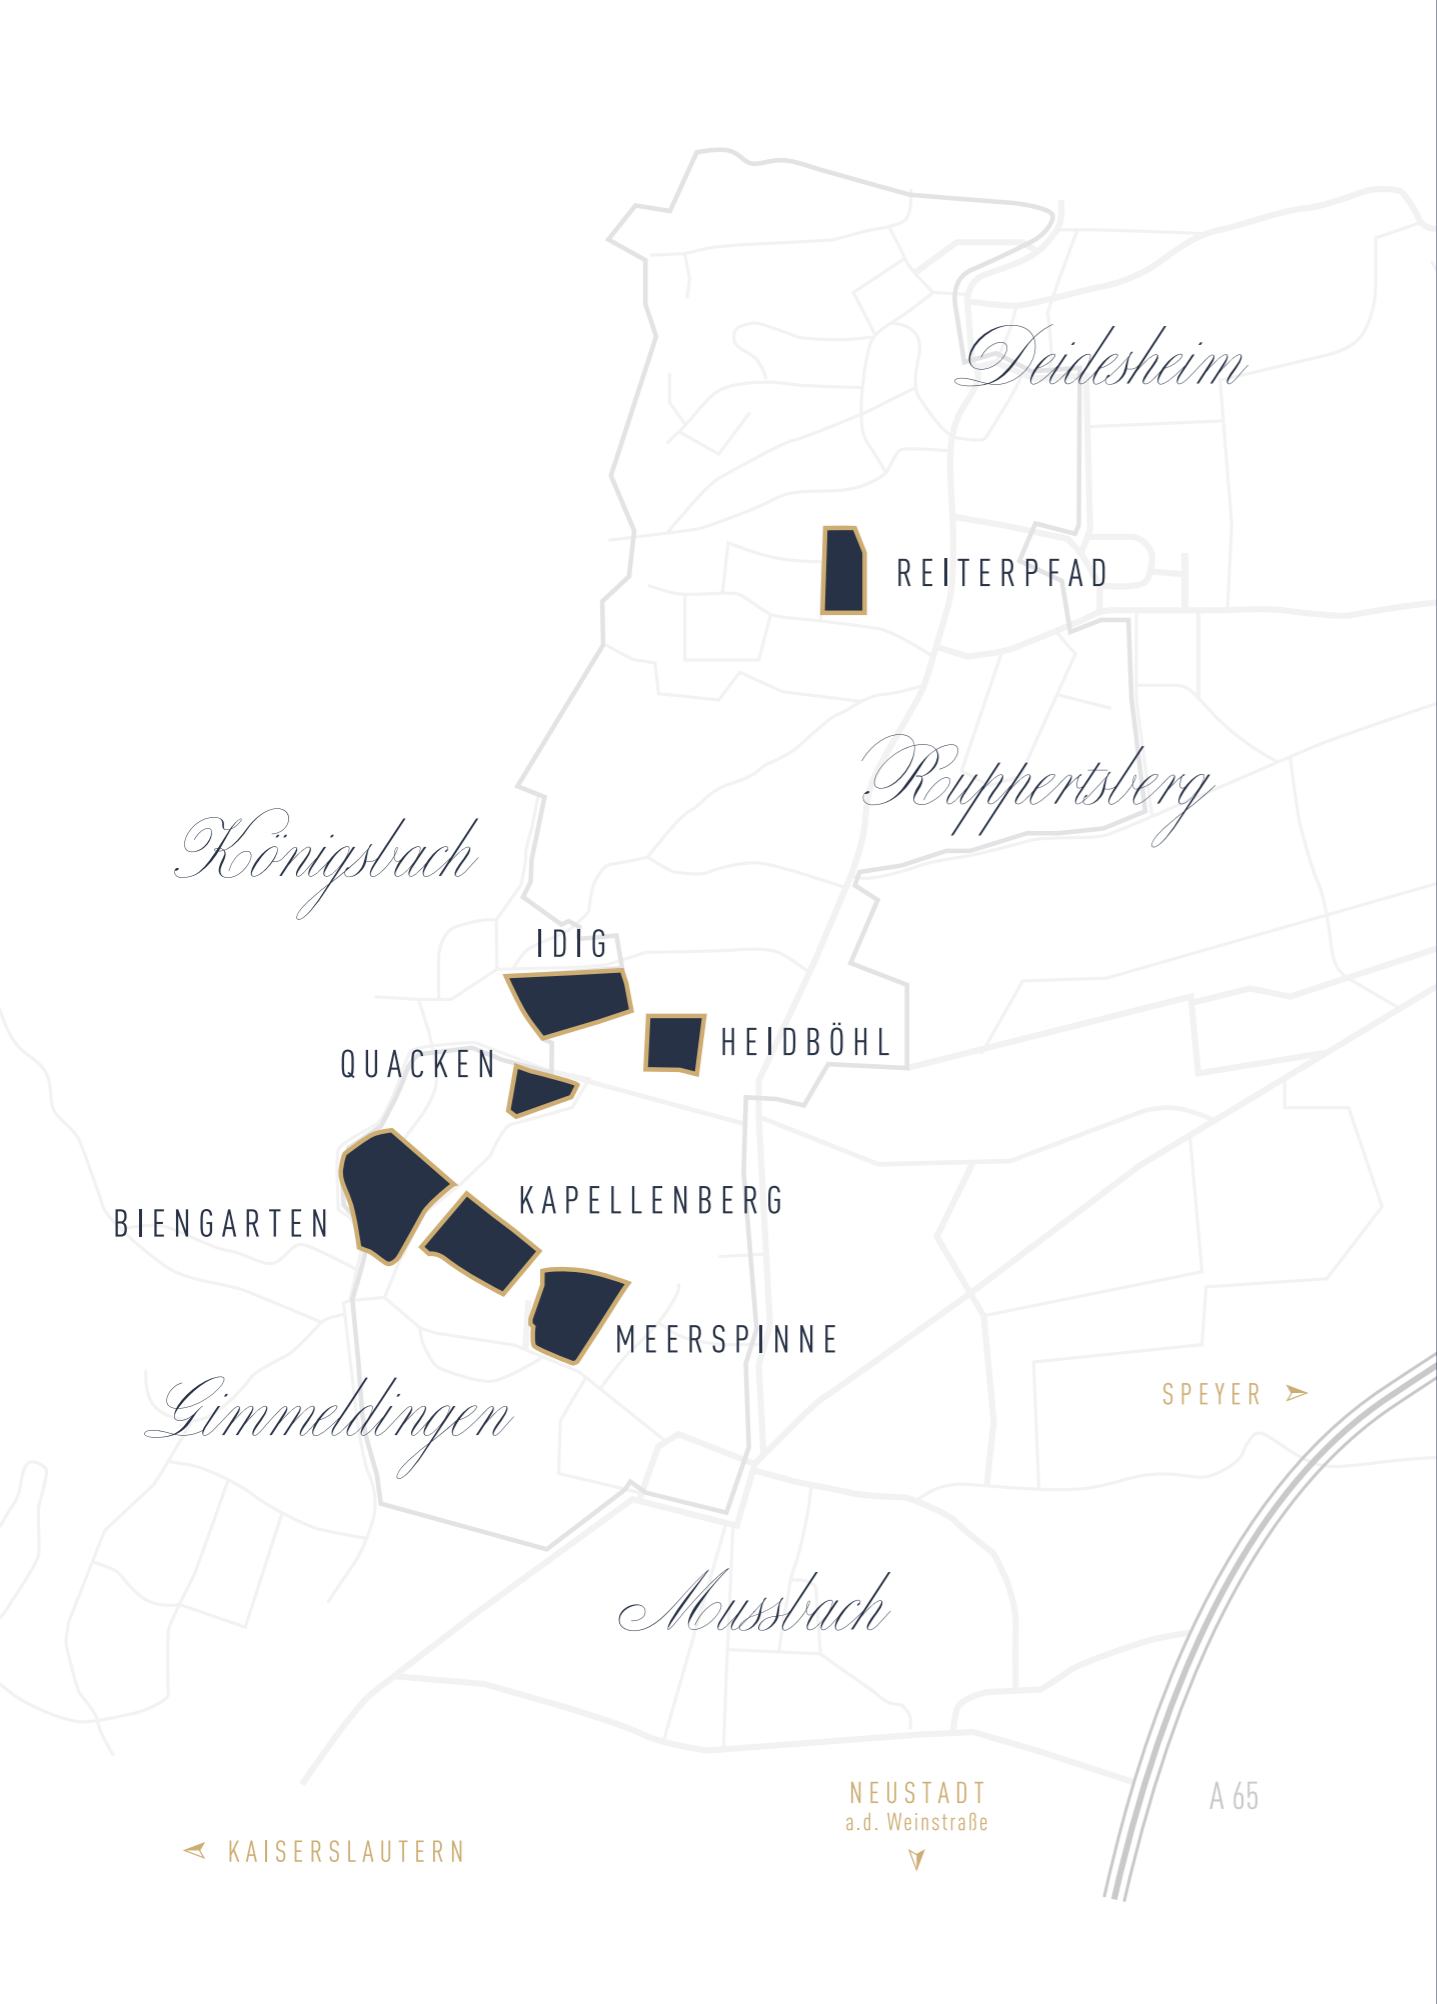 Deidesheim
REITERPFAD
Ruppertsberg
Königsbach
IDIG
HEIDBÖHL
QUACKEN
KAPELLENBERG
BIENGARTEN
MEERSPINNE
SPEYER
Gimmeldingen
Mussbach
NEUSTADT
a.d. Weinstraße
A 65
KAISERSLAUTERN